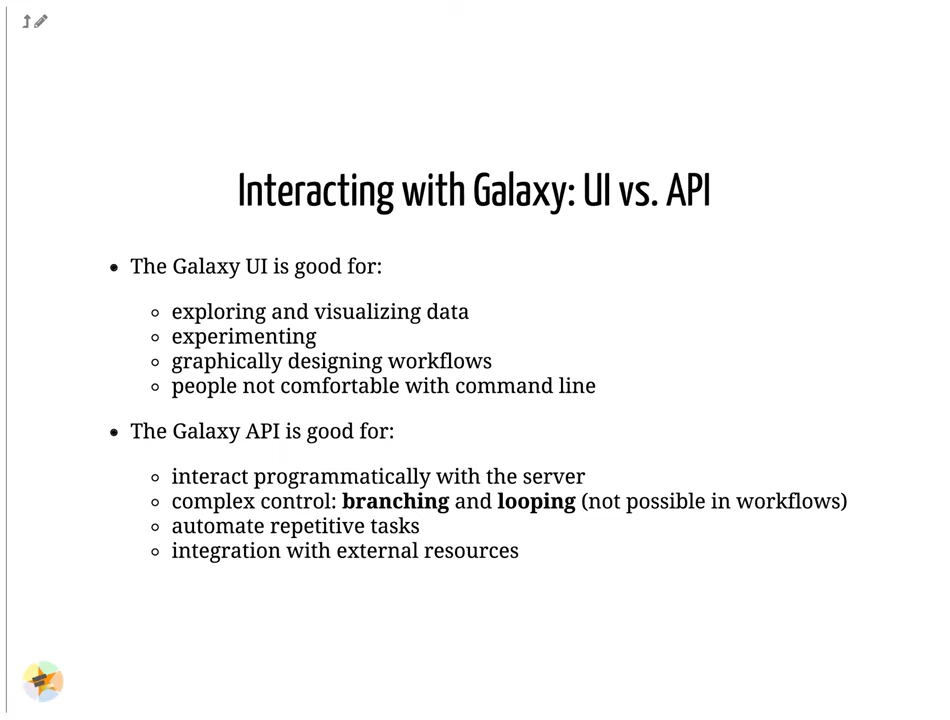 Interacting with Galaxy: UI vs. API
The Galaxy UI is good for:
exploring and visualizing data
experimenting
graphically designing workflows
people not comfortable with command line
The Galaxy API is good for:
interact programmatically with the server
complex control: branching and looping (not possible in workflows)
automate repetitive tasks
integration with external resources